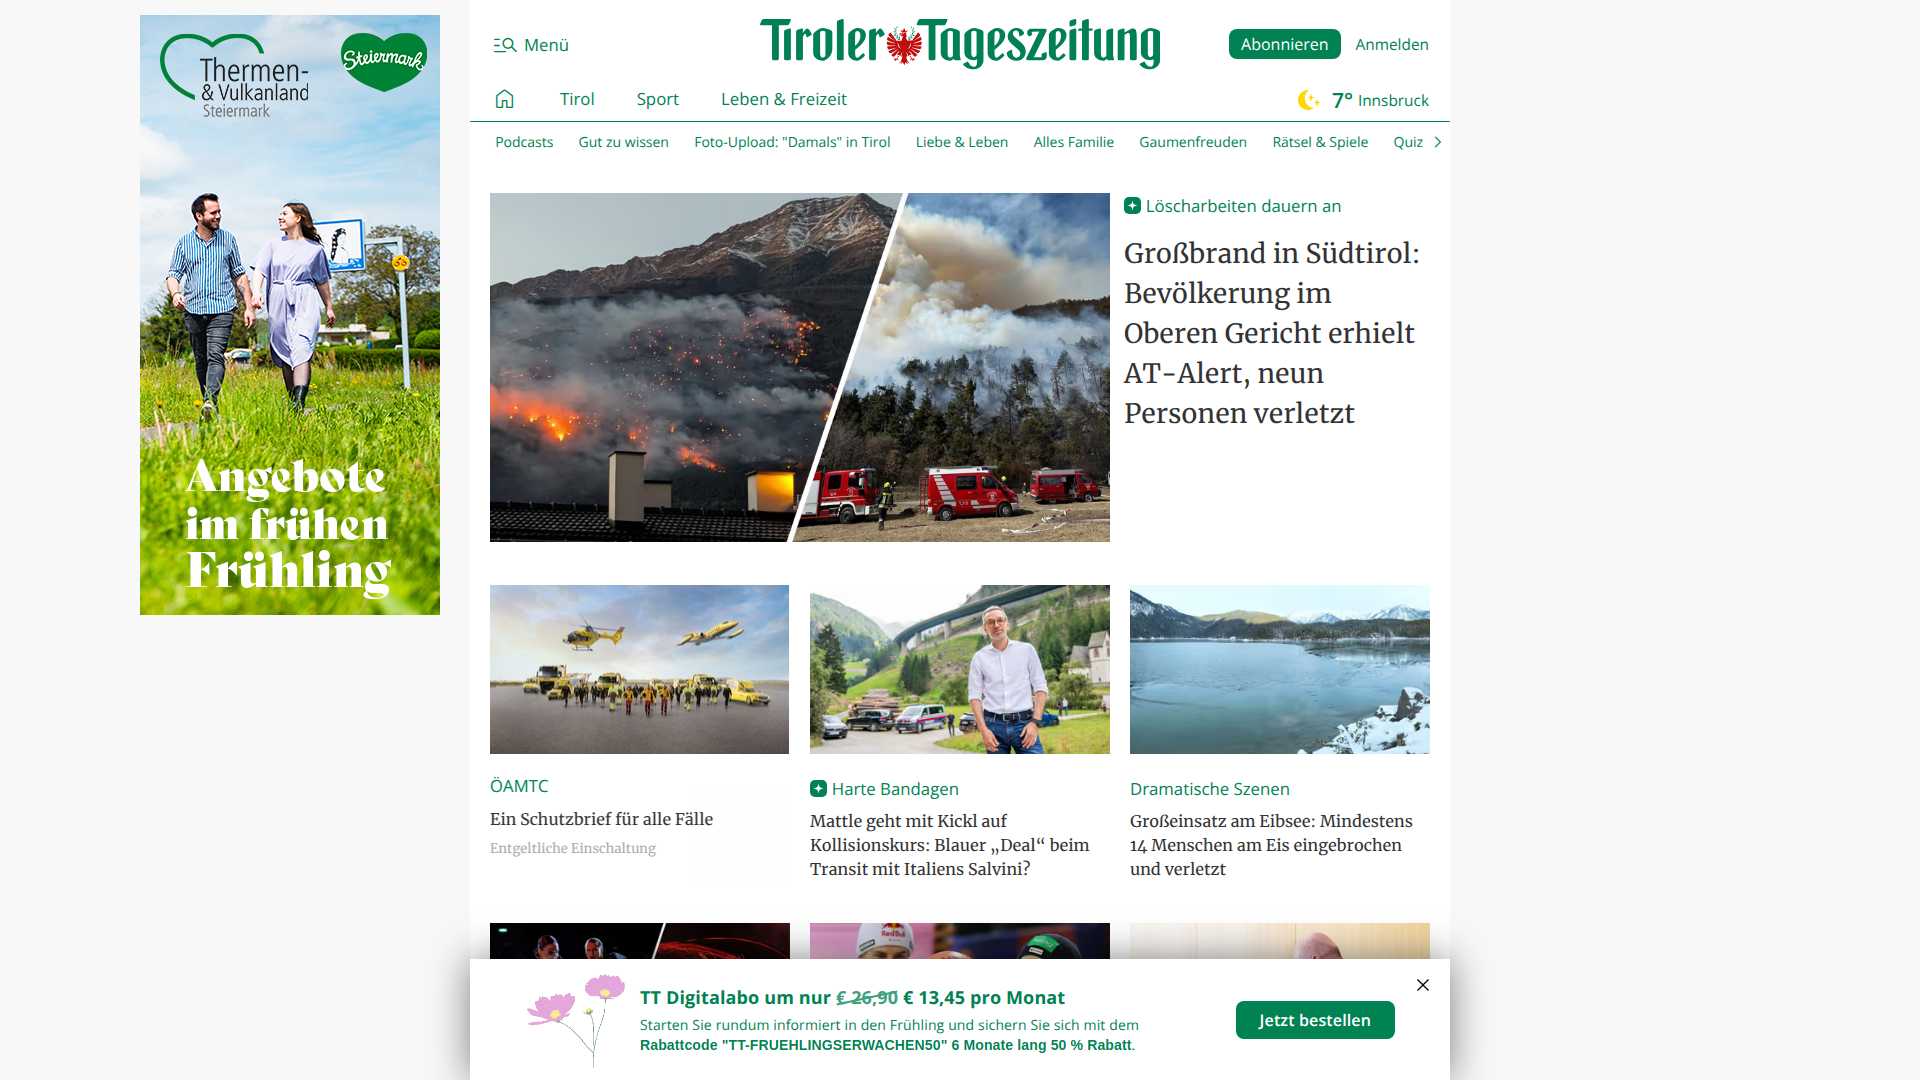 Thermen-
& Vulkanland
Steiermark
Steiermark
Angebote
im frühen
Frühling
Menü
Tiroler Tageszeitung
Abonnieren
Anmelden
Tirol
Sport
Leben & Freizeit
7° Innsbruck
Podcasts
Gut zu wissen
Foto-Upload: "Damals" in Tirol
Liebe & Leben
Alles Familie
Gaumenfreuden
Rätsel & Spiele
Quiz
Löscharbeiten dauern an
Großbrand in Südtirol:
Bevölkerung im
Oberen Gericht erhielt
AT-Alert, neun
Personen verletzt
ÖAMTC
Ein Schutzbrief für alle Fälle
Entgeltliche Einschaltung
Harte Bandagen
Mattle geht mit Kickl auf
Kollisionskurs: Blauer „Deal“ beim
Transit mit Italiens Salvini?
Dramatische Szenen
Großeinsatz am Eibsee: Mindestens
14 Menschen am Eis eingebrochen
und verletzt
Red Bull
TT Digitalabo um nur € 26,90 € 13,45 pro Monat
Starten Sie rundum informiert in den Frühling und sichern Sie sich mit dem
Rabattcode "TT-FRUEHLINGSERWACHEN50" 6 Monate lang 50 % Rabatt.
Jetzt bestellen